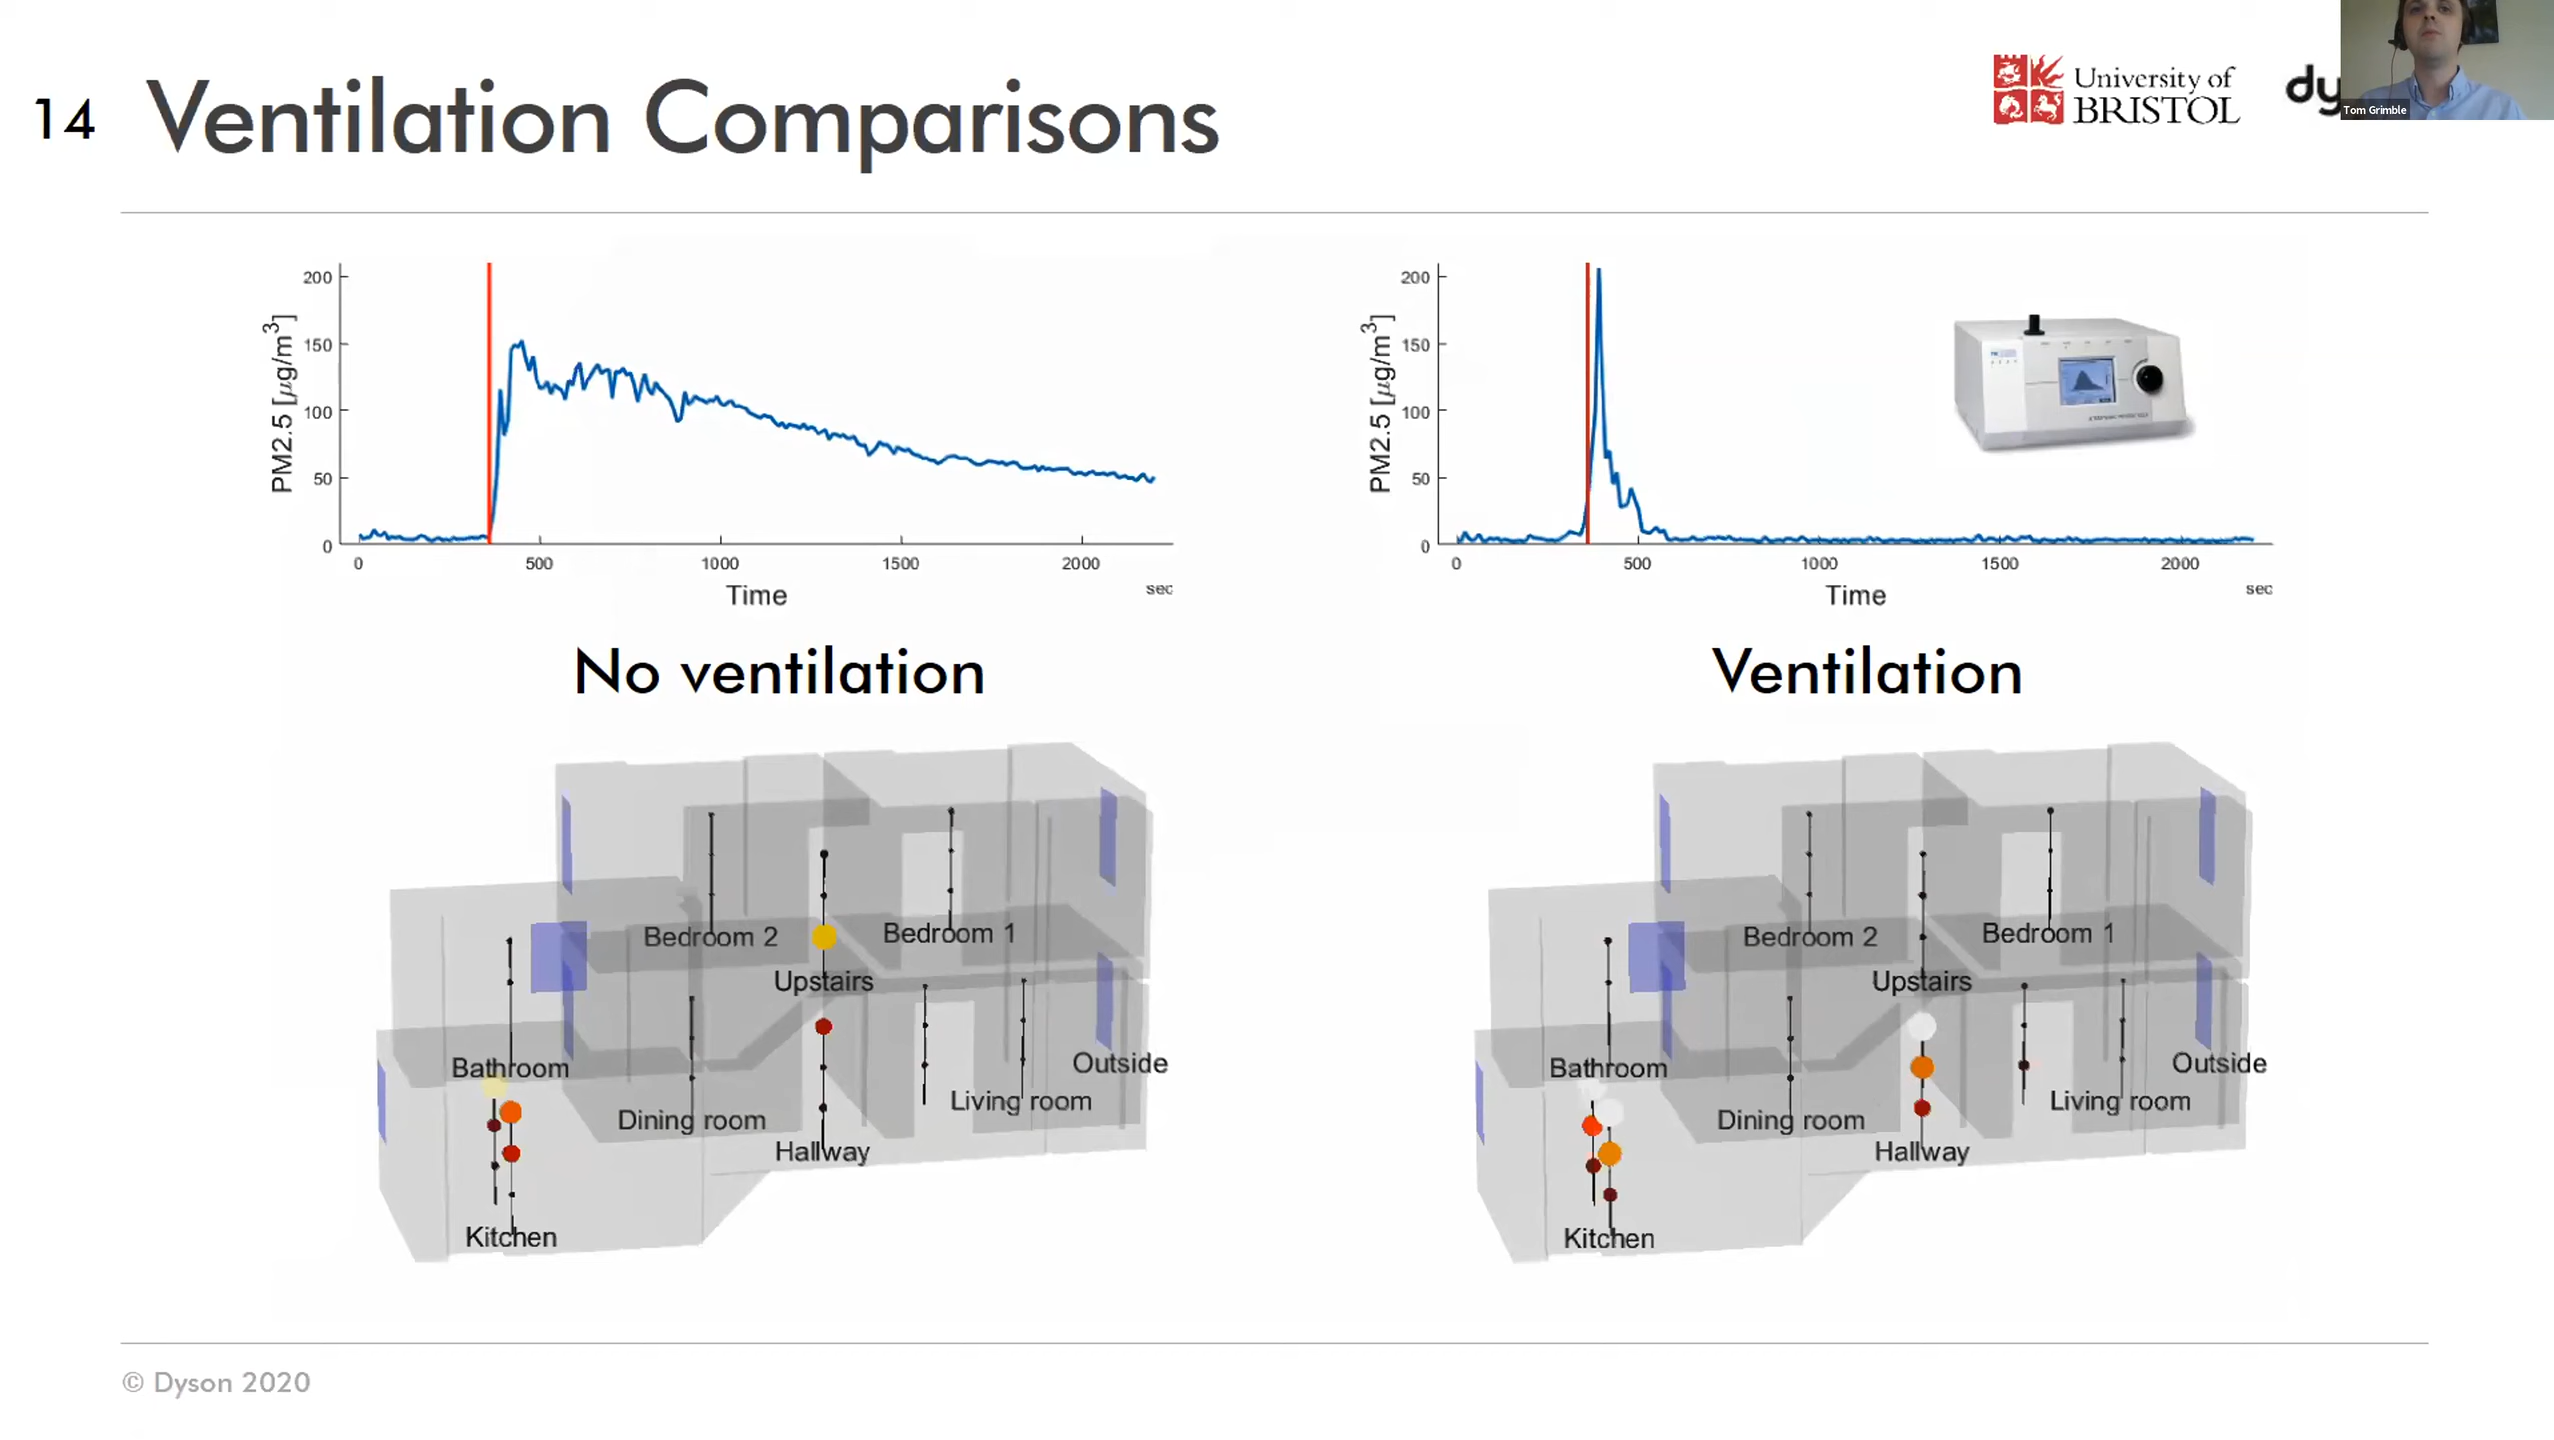 14 Ventilation Comparisons
University of
BRISTOL
dy
Tom Grimble
200
150
100
50
0
PM2.5 [μg/m³]
0 500 1000 1500 2000
Time
sec
200
150
100
50
0
PM2.5 [μg/m³]
0 500 1000 1500 2000
Time
sec
No ventilation
Ventilation
Bedroom 2
Bedroom 1
Upstairs
Bathroom
Outside
Dining room
Living room
Hallway
Kitchen
Bedroom 2
Bedroom 1
Upstairs
Bathroom
Outside
Dining room
Living room
Hallway
Kitchen
© Dyson 2020